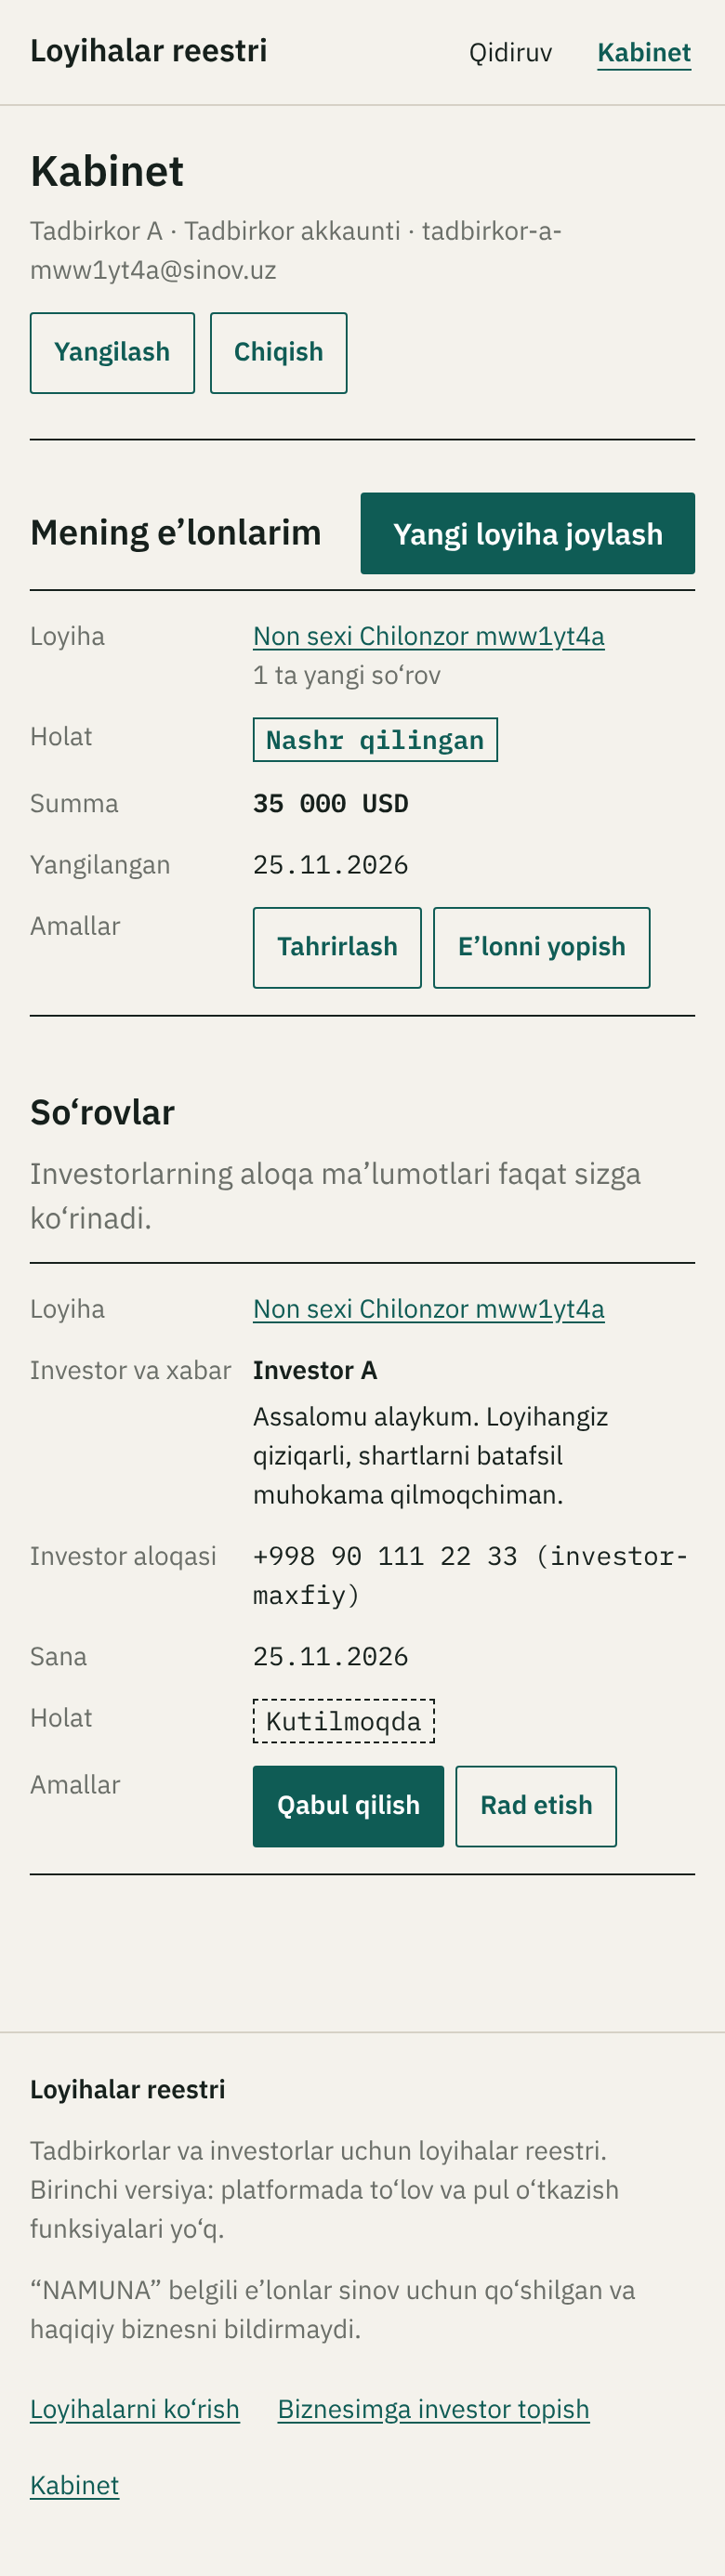 Loyihalar reestri
Qidiruv
Kabinet
Kabinet
Tadbirkor A · Tadbirkor akkaunti · tadbirkor-a-
mww1yt4a@sinov.uz
Yangilash
Chiqish
Mening e’lonlarim
Yangi loyiha joylash
Loyiha
Non sexi Chilonzor mww1yt4a
1 ta yangi so‘rov
Holat
Nashr qilingan
Summa
35 000 USD
Yangilangan
25.11.2026
Amallar
Tahrirlash
E’lonni yopish
So‘rovlar
Investorlarning aloqa ma’lumotlari faqat sizga
ko‘rinadi.
Loyiha
Non sexi Chilonzor mww1yt4a
Investor va xabar
Investor A
Assalomu alaykum. Loyihangiz
qiziqarli, shartlarni batafsil
muhokama qilmoqchiman.
Investor aloqasi
+998 90 111 22 33 (investor-
maxfiy)
Sana
25.11.2026
Holat
Kutilmoqda
Amallar
Qabul qilish
Rad etish
Loyihalar reestri
Tadbirkorlar va investorlar uchun loyihalar reestri.
Birinchi versiya: platformada to‘lov va pul o‘tkazish
funksiyalari yo‘q.
“NAMUNA” belgili e’lonlar sinov uchun qo‘shilgan va
haqiqiy biznesni bildirmaydi.
Loyihalarni ko‘rish
Biznesimga investor topish
Kabinet